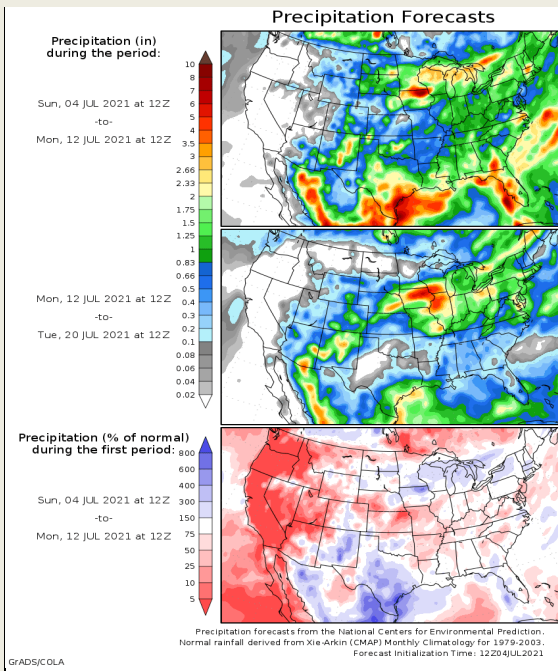 Precipitation Forecasts
Precipitation (in)
during the period:
Sun, 04 JUL 2021 at 12Z
-to-
Mon, 12 JUL 2021 at 12Z
10
8
7
6
5
4
3.5
3
2.66
2.33
2
1.75
1.5
1.25
1
0.83
0.66
0.5
0.4
0.3
0.2
0.1
0.08
0.06
0.04
0.02
Mon, 12 JUL 2021 at 12Z
-to-
Tue, 20 JUL 2021 at 12Z
Precipitation (% of normal)
during the first period:
Sun, 04 JUL 2021 at 12Z
-to-
Mon, 12 JUL 2021 at 12Z
800
600
400
300
150
75
50
25
10
5
Precipitation forecasts from the National Centers for Environmental Prediction.
Normal rainfall derived from Xie-Arkin (CMAP) Monthly Climatology for 1979-2003.
Forecast Initialization Time: 12Z04JUL2021
GrADS/COLA